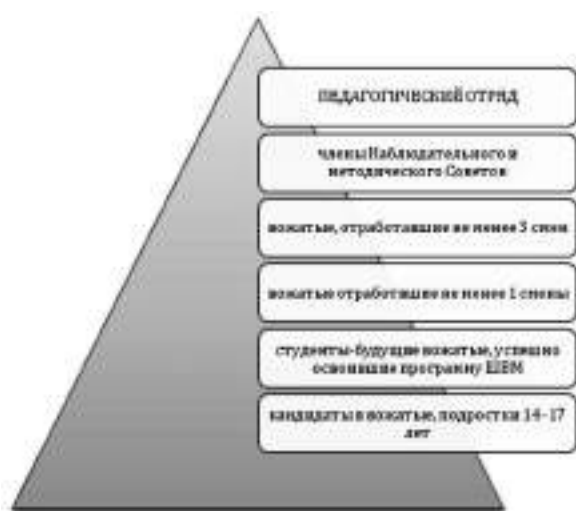 ПЕДАГОГИЧЕСКИЙ ОТРЯД
члены Наблюдательного и
методического Советов
вожатые, отработавшие не менее 3 смен
вожатые отработавшие не менее 1 смены
студенты-будущие вожатые, успешно
освоившие программу ШВМ
кандидаты в вожатые, подростки 14-17
лет